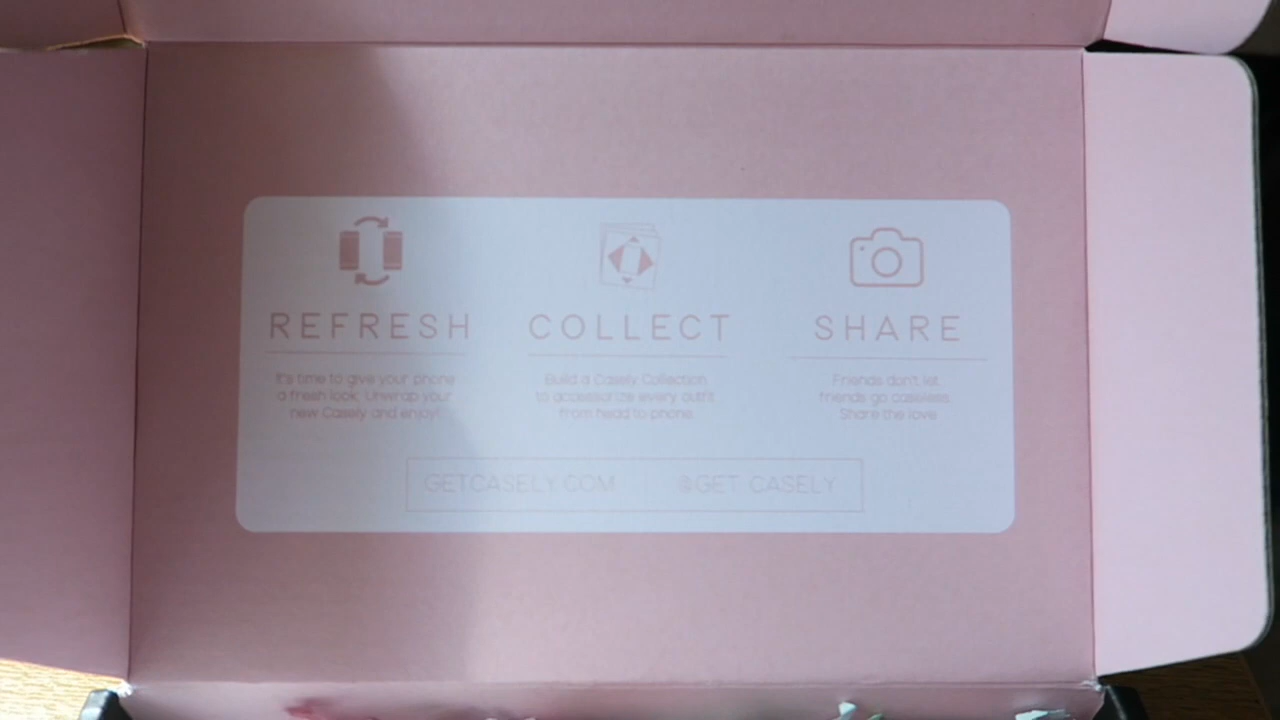 REFRESH
It's time to give your phone
a fresh look. Unwrap your
new Casely and enjoy!
COLLECT
Build a Casely Collection
to accessorize every outfit
from head to phone.
SHARE
Friends don't let
friends go caseless.
Share the love
GETCASELY.COM
@GET_CASELY